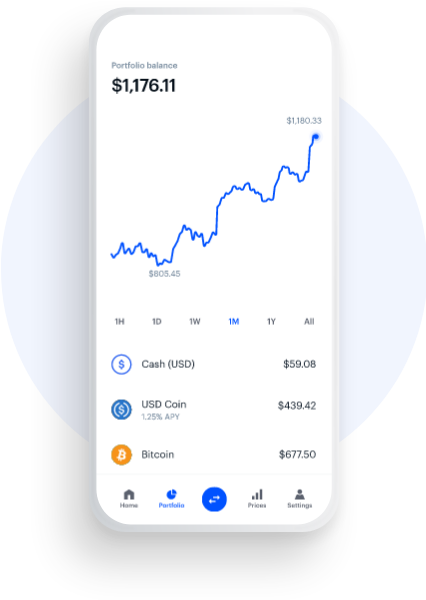 Portfolio balance
$1,176.11
$1,180.33
$805.45
1H 1D 1W 1M 1Y All
Cash (USD) $59.08
USD Coin $439.42
1.25% APY
Bitcoin $677.50
Home Portfolio Prices Settings